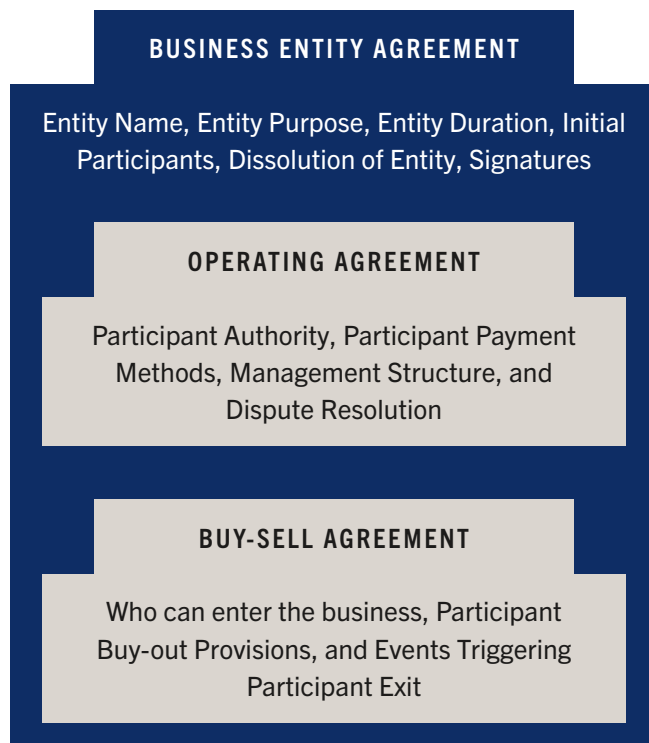 BUSINESS ENTITY AGREEMENT
Entity Name, Entity Purpose, Entity Duration, Initial
Participants, Dissolution of Entity, Signatures
OPERATING AGREEMENT
Participant Authority, Participant Payment
Methods, Management Structure, and
Dispute Resolution
BUY-SELL AGREEMENT
Who can enter the business, Participant
Buy-out Provisions, and Events Triggering
Participant Exit